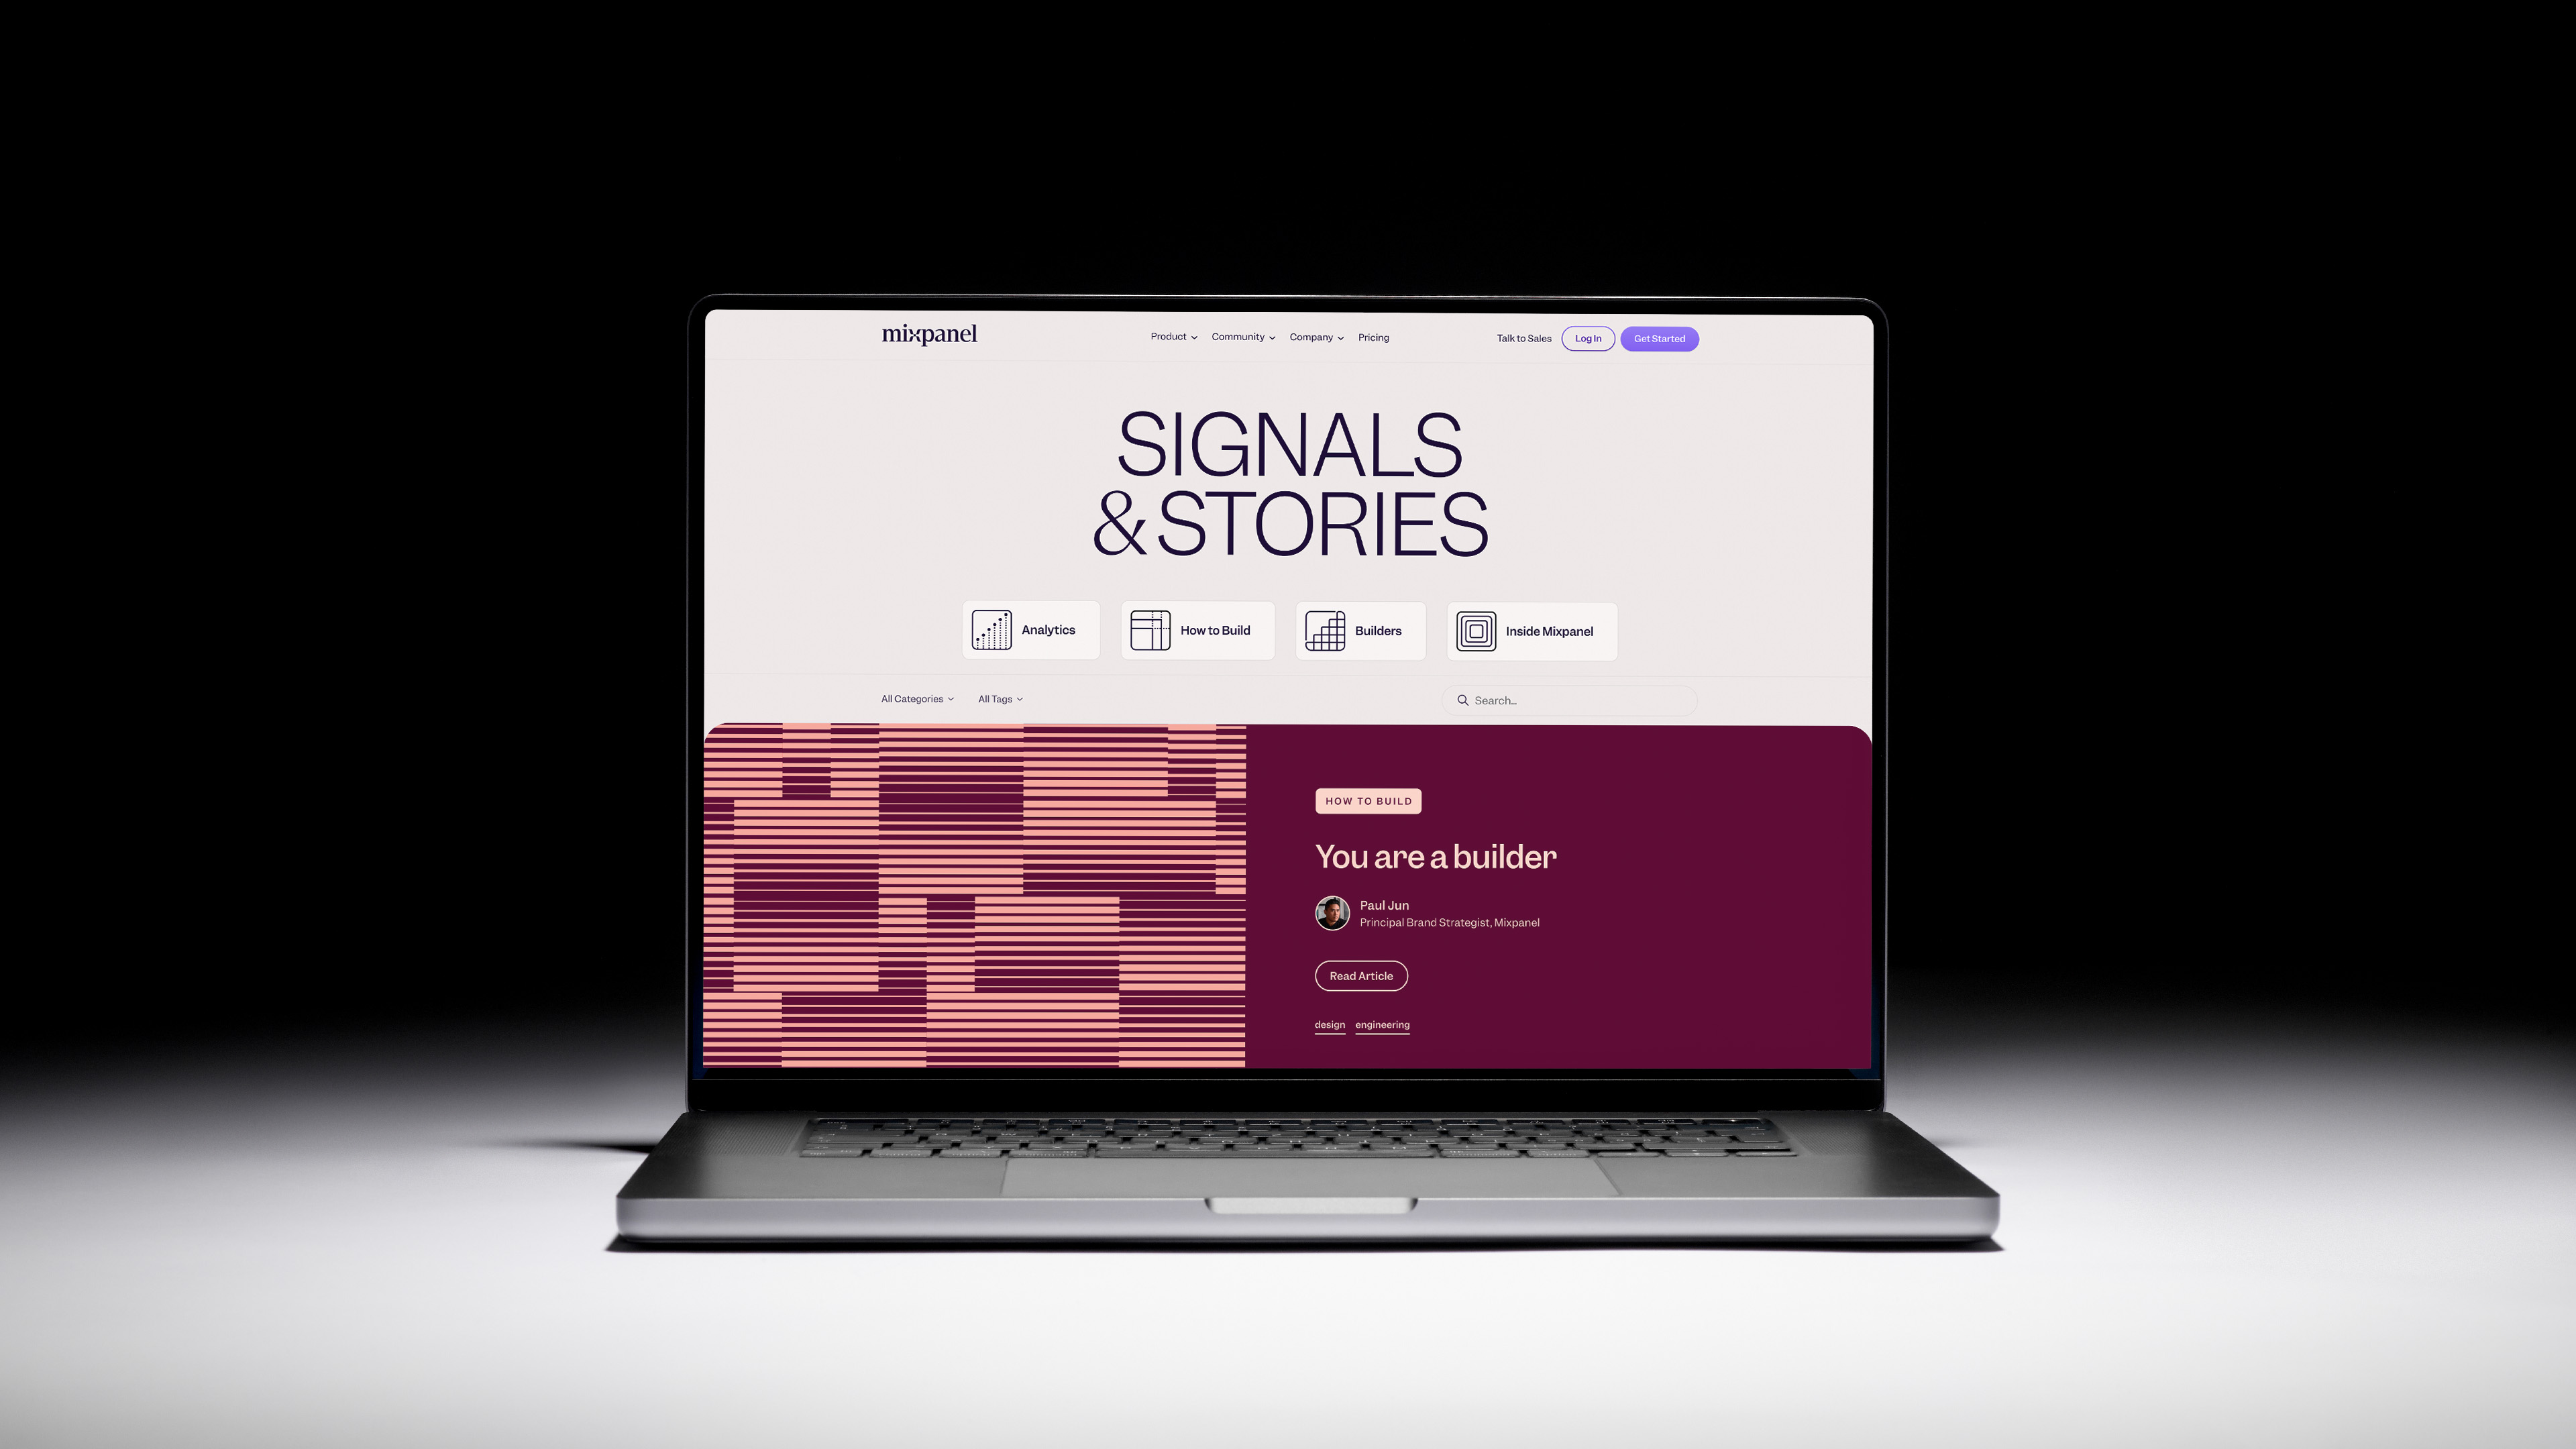 mixpanel
Product
Community
Company
Pricing
Talk to Sales
Log In
Get Started
SIGNALS
& STORIES
Analytics
How to Build
Builders
Inside Mixpanel
All Categories
All Tags
Search...
HOW TO BUILD
You are a builder
Paul Jun
Principal Brand Strategist, Mixpanel
Read Article
design
engineering